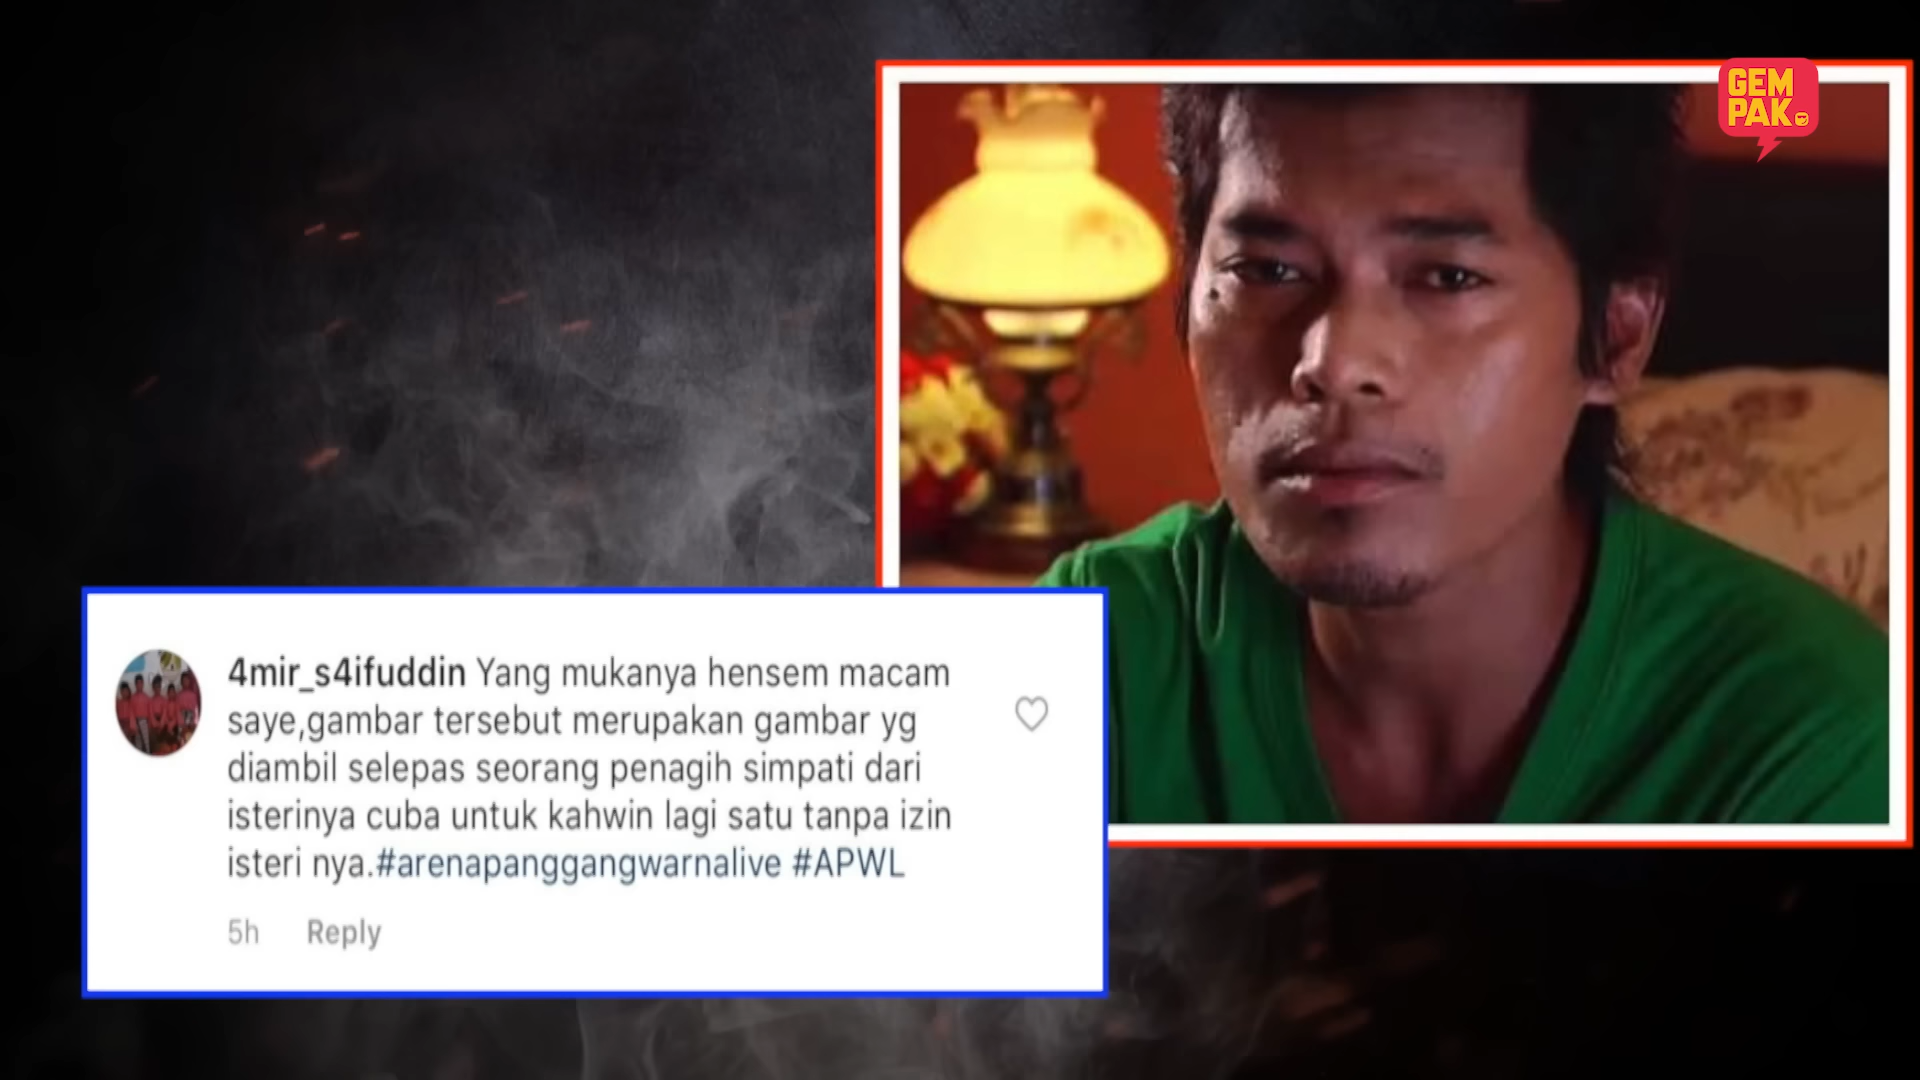 GEM
PAK
4mir_s4ifuddin Yang mukanya hensem macam
saye,gambar tersebut merupakan gambar yg
diambil selepas seorang penagih simpati dari
isterinya cuba untuk kahwin lagi satu tanpa izin
isteri nya.#arenapanggangwarnalive #APWL
5h Reply